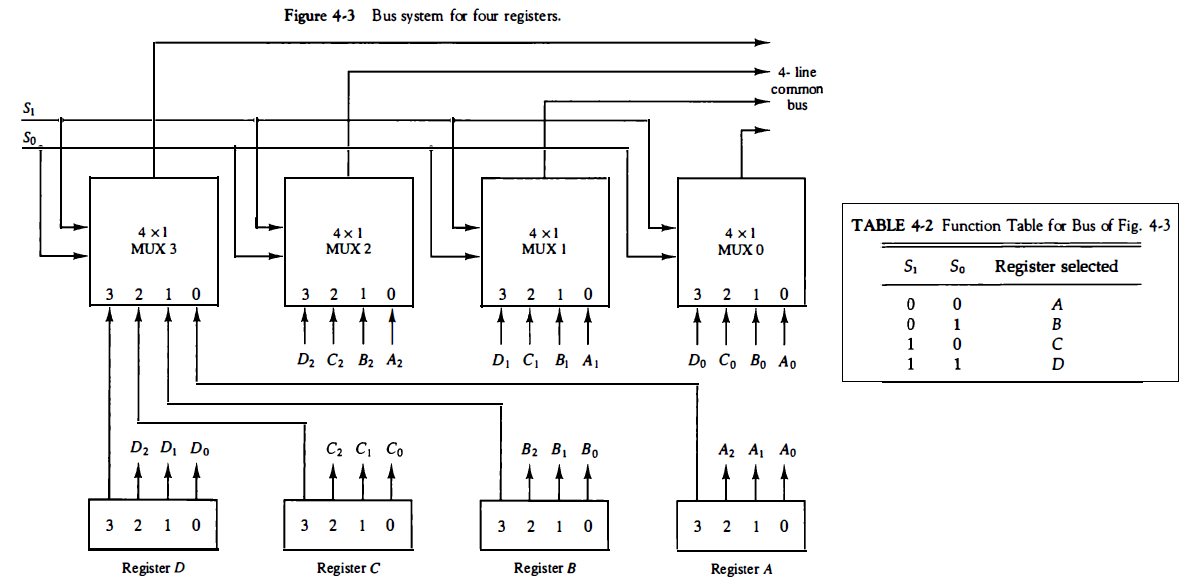 Figure 4-3 Bus system for four registers.
4- line
common
bus
S₁
S₀
4 ×1
MUX 3
3 2 1 0
4 ×1
MUX 2
3 2 1 0
4 ×1
MUX 1
3 2 1 0
4 ×1
MUX 0
3 2 1 0
D₂ C₂ B₂ A₂
D₁ C₁ B₁ A₁
D₀ C₀ B₀ A₀
D₂ D₁ D₀
C₂ C₁ C₀
B₂ B₁ B₀
A₂ A₁ A₀
3 2 1 0
3 2 1 0
3 2 1 0
3 2 1 0
Register D
Register C
Register B
Register A
TABLE 4-2 Function Table for Bus of Fig. 4-3
S₁ S₀ Register selected
0 0 A
0 1 B
1 0 C
1 1 D